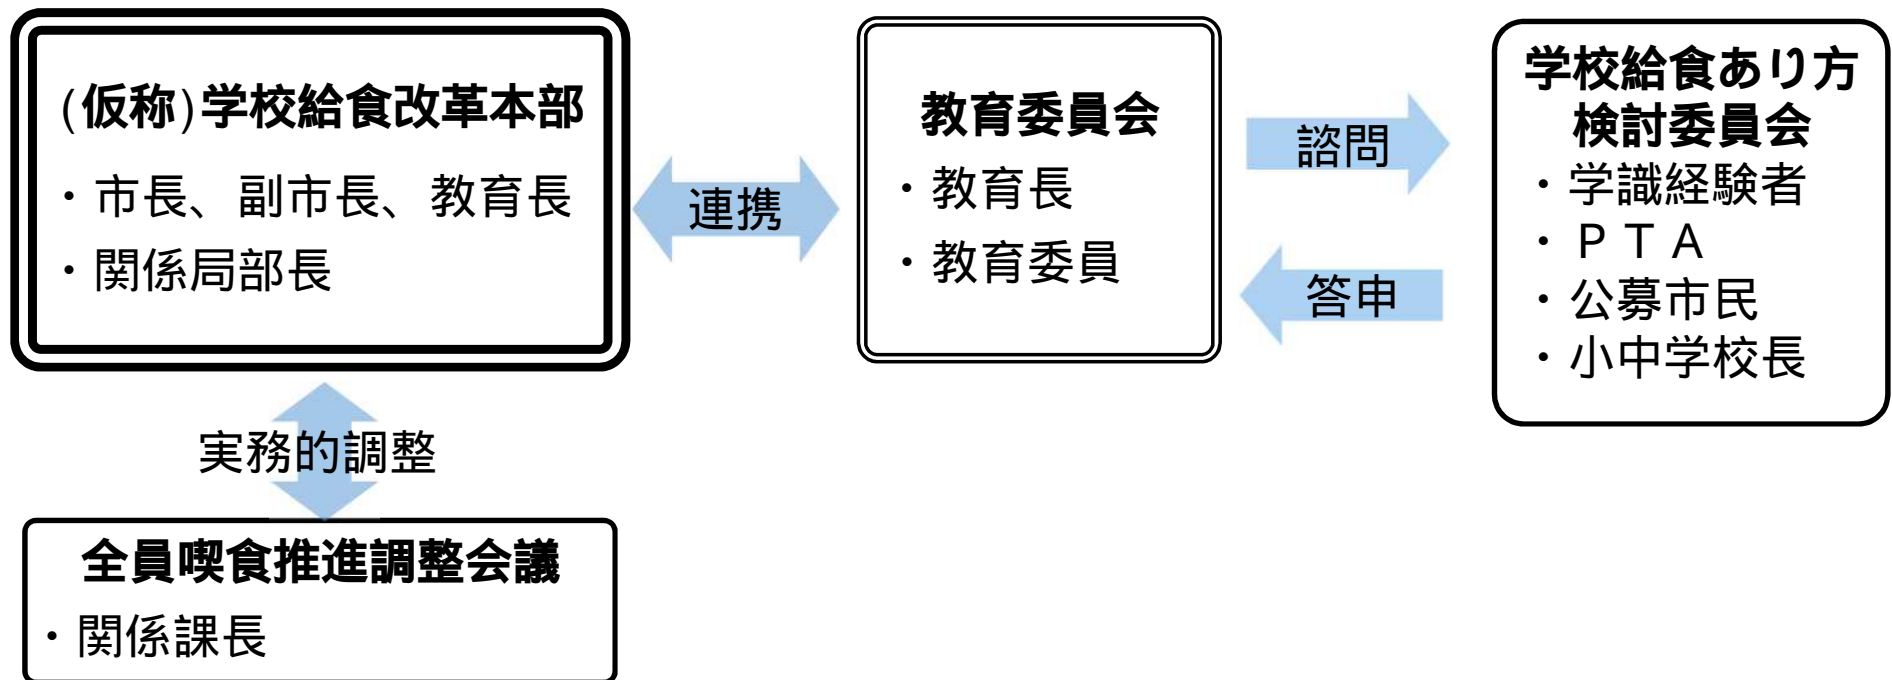 (仮称)学校給食改革本部
・市長、副市長、教育長
・関係局部長
連携
教育委員会
・教育長
・教育委員
諮問
答申
学校給食あり方
検討委員会
・学識経験者
・ＰＴＡ
・公募市民
・小中学校長
実務的調整
全員喫食推進調整会議
・関係課長